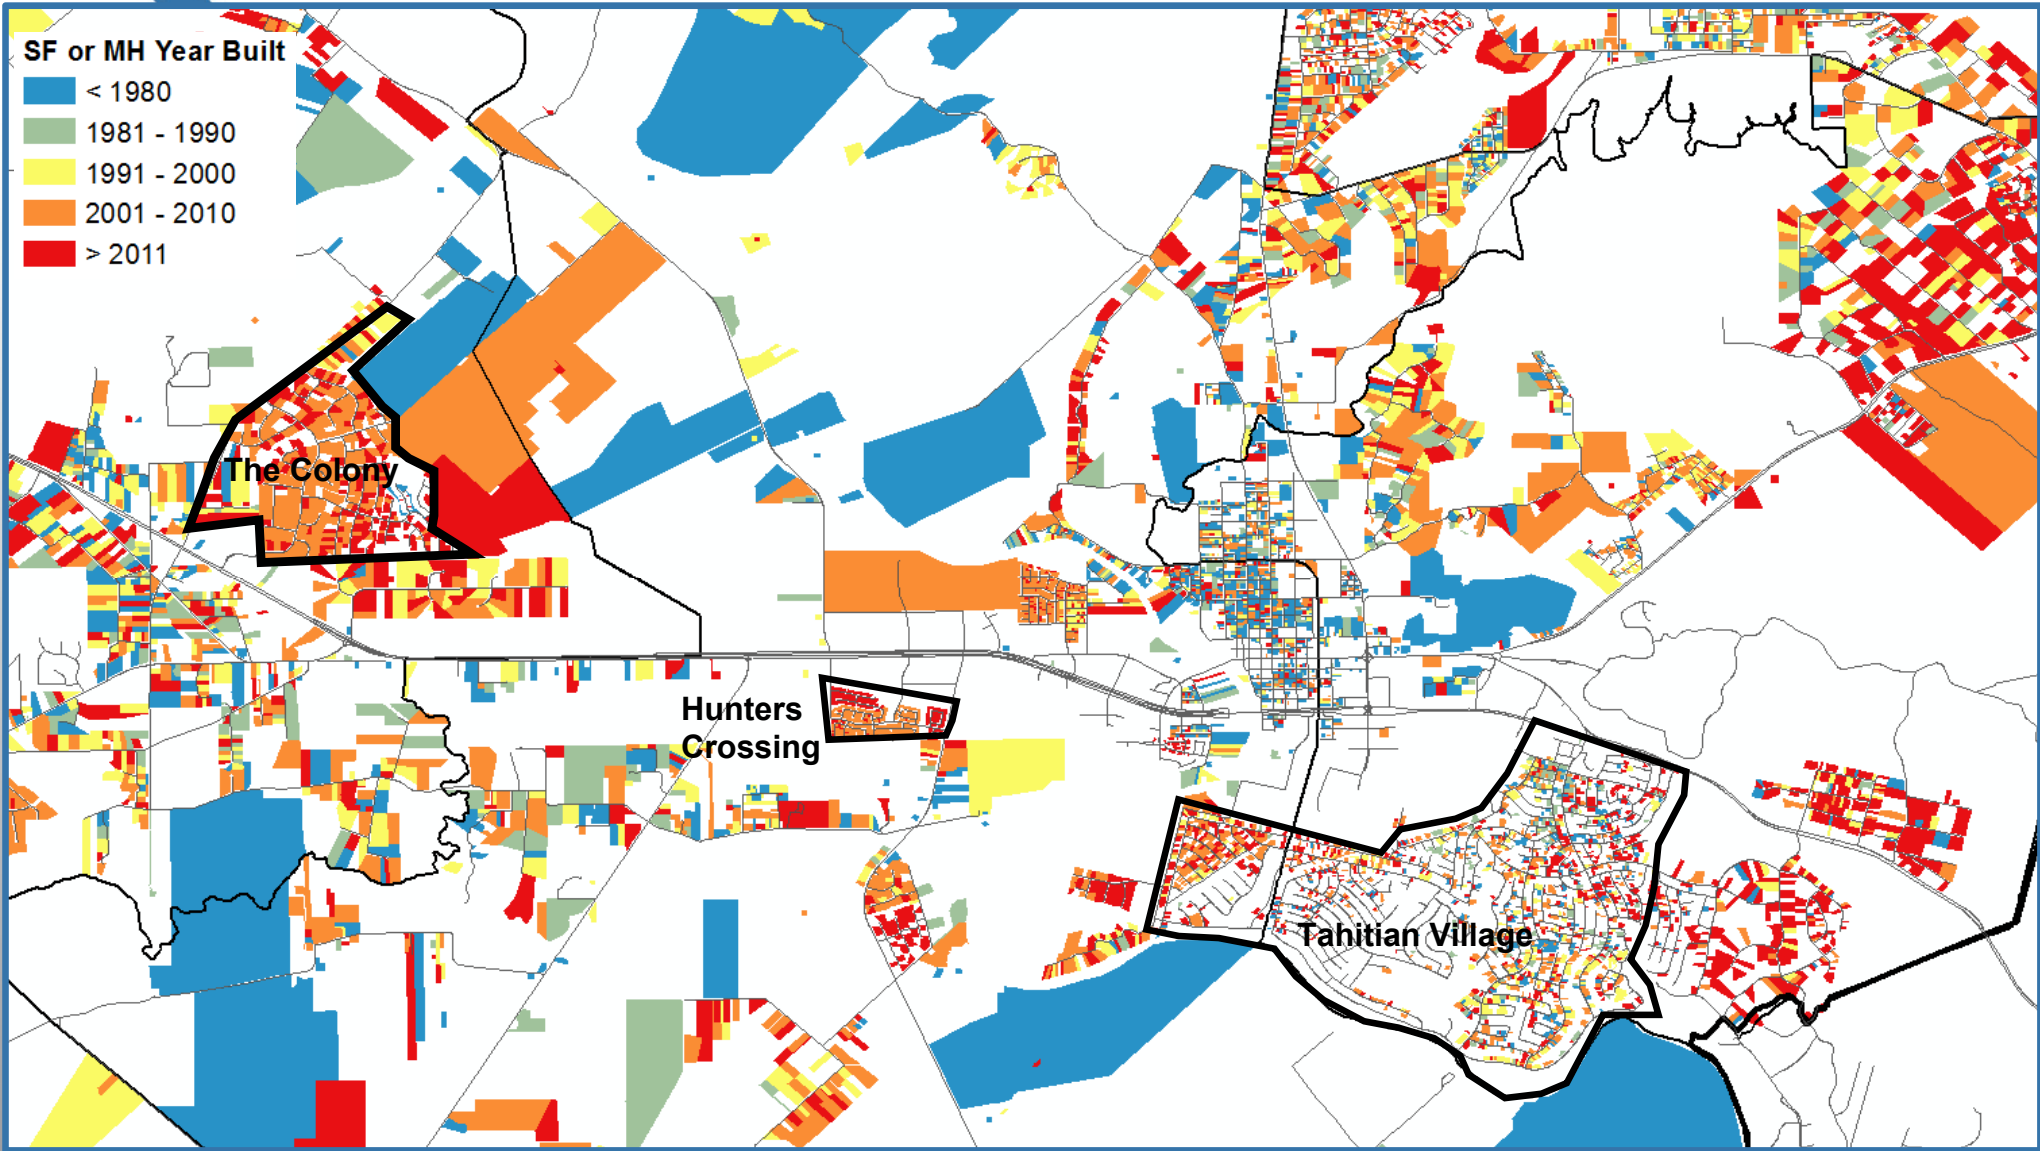 SF or MH Year Built
< 1980
1981 - 1990
1991 - 2000
2001 - 2010
> 2011
The Colony
Hunters
Crossing
Tahitian Village